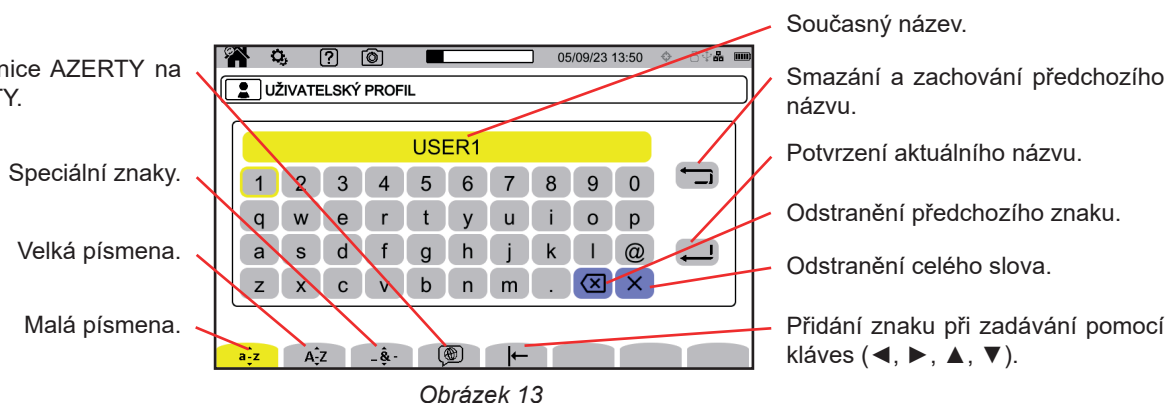 Současný název.
05/09/23 13:50
nice AZERTY na
TY.
Smazání a zachování předchozího
názvu.
UŽIVATELSKÝ PROFIL
USER1
Potvrzení aktuálního názvu.
Speciální znaky.
1 2 3 4 5 6 7 8 9 0
q w e r t y u i o p
Odstranění předchozího znaku.
Velká písmena.
a s d f g h j k l @
Odstranění celého slova.
z x c v b n m .
Malá písmena.
Přidání znaku při zadávání pomocí
kláves (◄, ►, ▲, ▼).
a-z A-Z _ & -
Obrázek 13